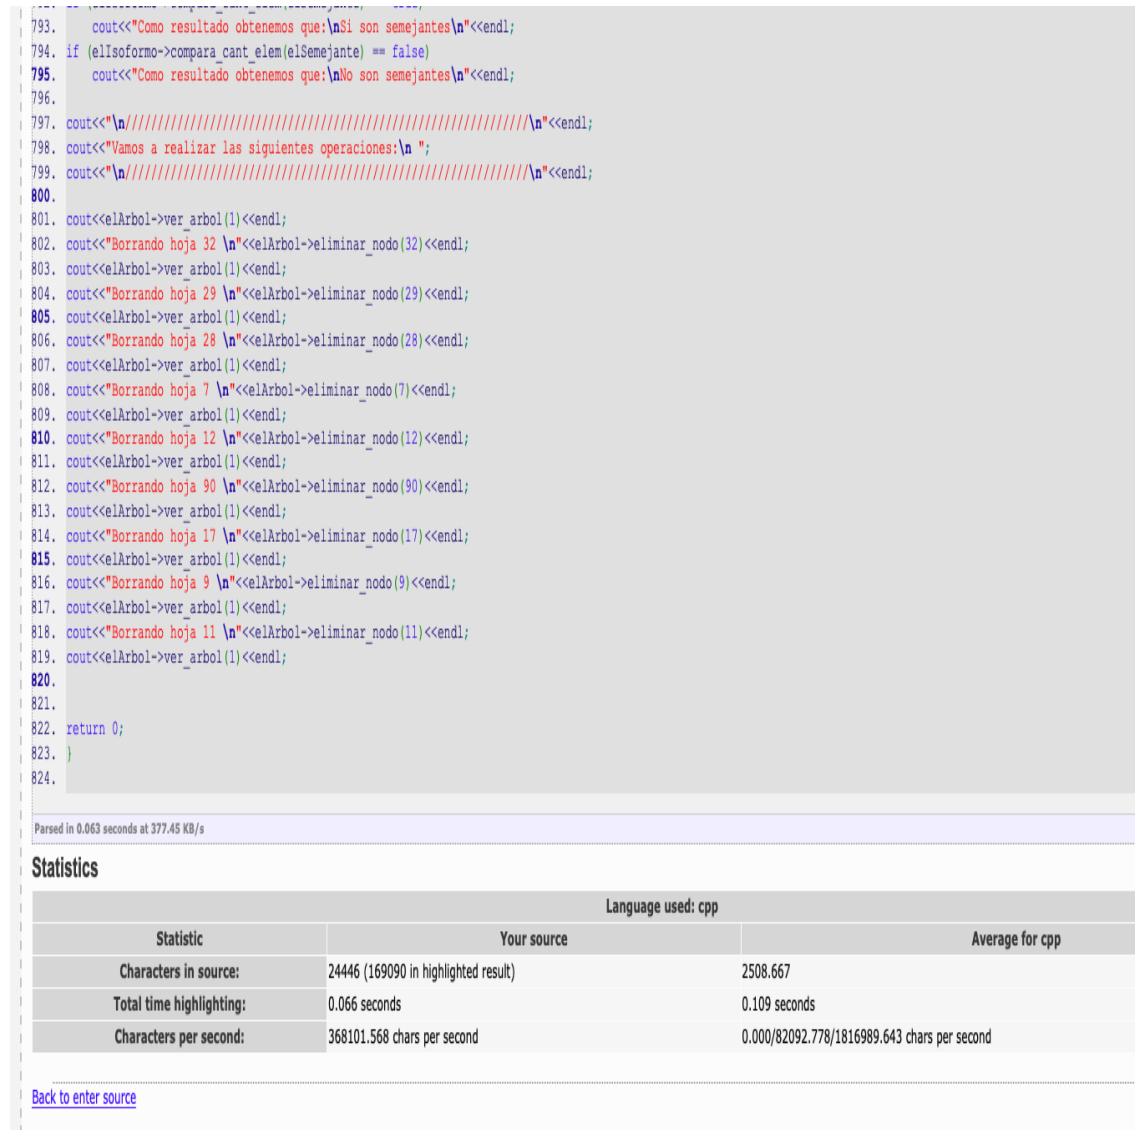 793.    cout<<"Como resultado obtenemos que:\nSi son semejantes\n"<<endl;
794. if (elIsoformo->compara_cant_elem(elSemejante) == false)
795.    cout<<"Como resultado obtenemos que:\nNo son semejantes\n"<<endl;
796.
797. cout<<"\n//////////////////////////////////////////////////////////////\n"<<endl;
798. cout<<"Vamos a realizar las siguientes operaciones:\n ";
799. cout<<"\n//////////////////////////////////////////////////////////////\n"<<endl;
800.
801. cout<<elArbol->ver_arbol(1)<<endl;
802. cout<<"Borrando hoja 32 \n"<<elArbol->eliminar_nodo(32)<<endl;
803. cout<<elArbol->ver_arbol(1)<<endl;
804. cout<<"Borrando hoja 29 \n"<<elArbol->eliminar_nodo(29)<<endl;
805. cout<<elArbol->ver_arbol(1)<<endl;
806. cout<<"Borrando hoja 28 \n"<<elArbol->eliminar_nodo(28)<<endl;
807. cout<<elArbol->ver_arbol(1)<<endl;
808. cout<<"Borrando hoja 7 \n"<<elArbol->eliminar_nodo(7)<<endl;
809. cout<<elArbol->ver_arbol(1)<<endl;
810. cout<<"Borrando hoja 12 \n"<<elArbol->eliminar_nodo(12)<<endl;
811. cout<<elArbol->ver_arbol(1)<<endl;
812. cout<<"Borrando hoja 90 \n"<<elArbol->eliminar_nodo(90)<<endl;
813. cout<<elArbol->ver_arbol(1)<<endl;
814. cout<<"Borrando hoja 17 \n"<<elArbol->eliminar_nodo(17)<<endl;
815. cout<<elArbol->ver_arbol(1)<<endl;
816. cout<<"Borrando hoja 9 \n"<<elArbol->eliminar_nodo(9)<<endl;
817. cout<<elArbol->ver_arbol(1)<<endl;
818. cout<<"Borrando hoja 11 \n"<<elArbol->eliminar_nodo(11)<<endl;
819. cout<<elArbol->ver_arbol(1)<<endl;
820.
821.
822. return 0;
823. }
824.
Parsed in 0.063 seconds at 377.45 KB/s
Statistics
Language used: cpp
Statistic Your source Average for cpp
Characters in source: 24446 (169090 in highlighted result) 2508.667
Total time highlighting: 0.066 seconds 0.109 seconds
Characters per second: 368101.568 chars per second 0.000/82092.778/1816989.643 chars per second
Back to enter source